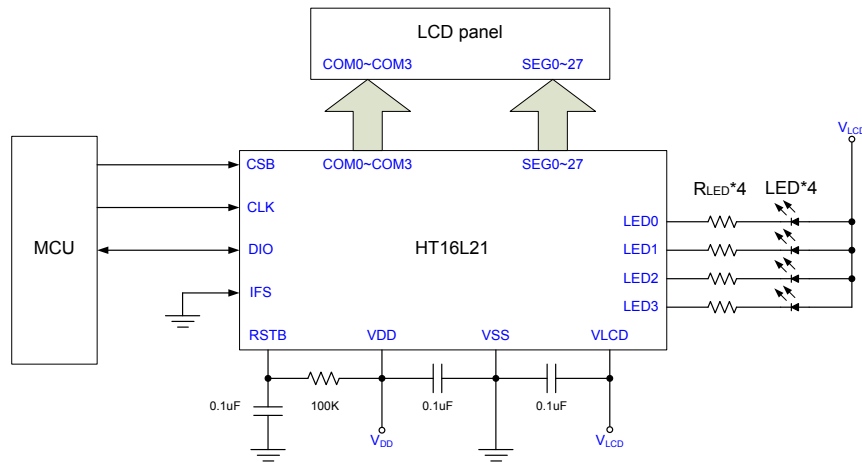 LCD panel
COM0~COM3 SEG0~27
VLCD
CSB COM0~COM3 SEG0~27
RLED*4 LED*4
CLK
LED0
MCU DIO HT16L21 LED1
LED2
IFS
LED3
RSTB VDD VSS VLCD
0.1uF 100K 0.1uF 0.1uF
VDD VLCD